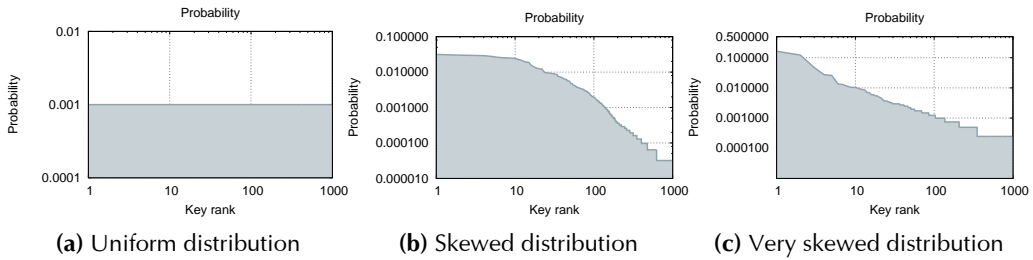 Probability
0.01
0.001
0.0001
Probability
1 10 100 1000
Key rank
(a) Uniform distribution
Probability
0.100000
0.010000
0.001000
0.000100
0.000010
Probability
1 10 100 1000
Key rank
(b) Skewed distribution
Probability
0.500000
0.100000
0.010000
0.001000
0.000100
Probability
1 10 100 1000
Key rank
(c) Very skewed distribution